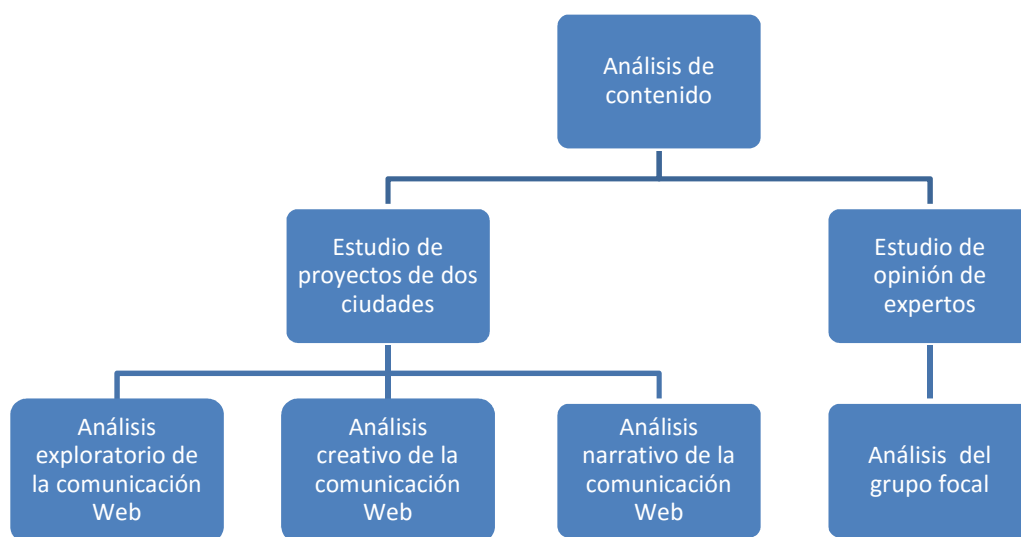 Análisis de
contenido
Estudio de
proyectos de dos
ciudades
Estudio de
opinión de
expertos
Análisis
exploratorio de
la comunicación
Web
Análisis
creativo de la
comunicación
Web
Análisis
narrativo de la
comunicación
Web
Análisis  del
grupo focal